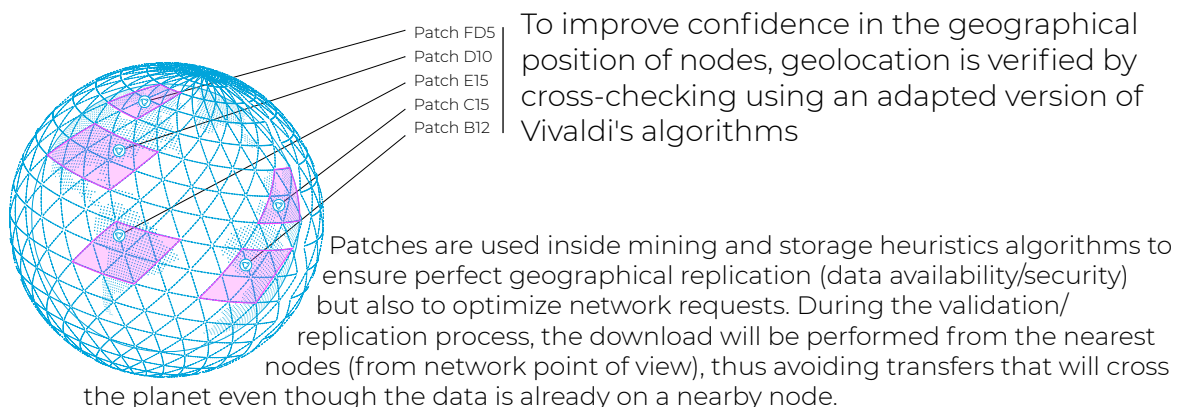 Patch FD5
Patch D10
Patch E15
Patch C15
Patch B12
To improve confidence in the geographical
position of nodes, geolocation is verified by
cross-checking using an adapted version of
Vivaldi's algorithms
Patches are used inside mining and storage heuristics algorithms to
ensure perfect geographical replication (data availability/security)
but also to optimize network requests. During the validation/
replication process, the download will be performed from the nearest
nodes (from network point of view), thus avoiding transfers that will cross
the planet even though the data is already on a nearby node.